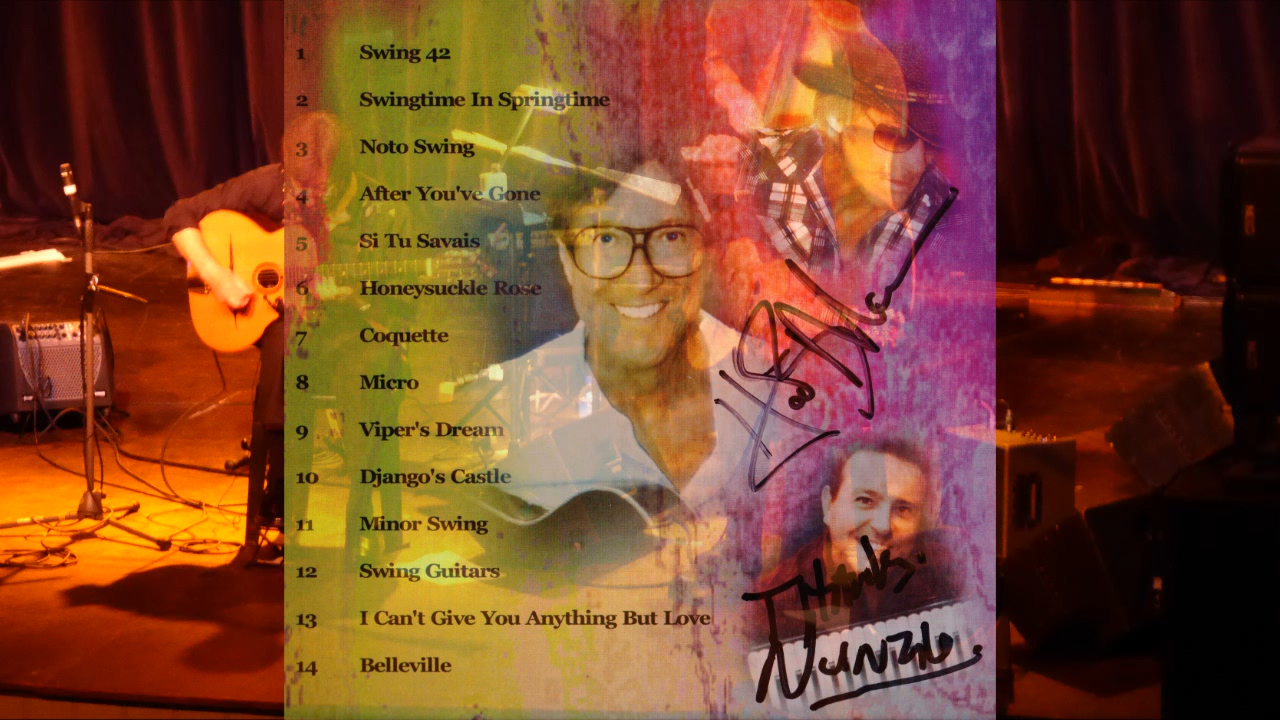 1 Swing 42
2 Swingtime In Springtime
3 Noto Swing
4 After You've Gone
5 Si Tu Savais
6 Honeysuckle Rose
7 Coquette
8 Micro
9 Viper's Dream
10 Django's Castle
11 Minor Swing
12 Swing Guitars
13 I Can't Give You Anything But Love
14 Belleville
Thanks.
Nunzio